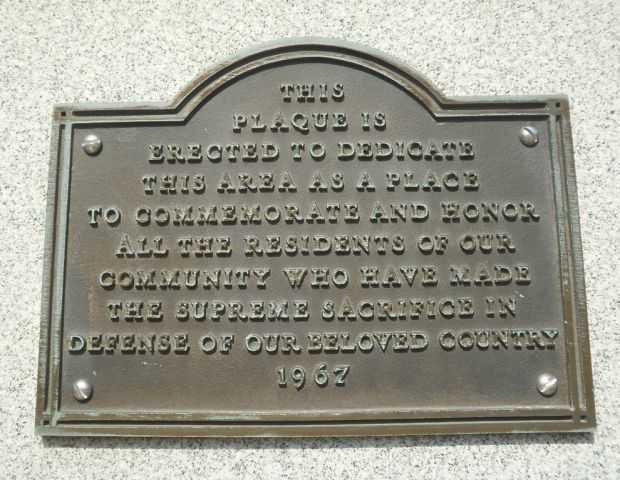 THIS
PLAQUE IS
ERECTED TO DEDICATE
THIS AREA AS A PLACE
TO COMMEMORATE AND HONOR
ALL THE RESIDENTS OF OUR
COMMUNITY WHO HAVE MADE
THE SUPREME SACRIFICE IN
DEFENSE OF OUR BELOVED COUNTRY
1967